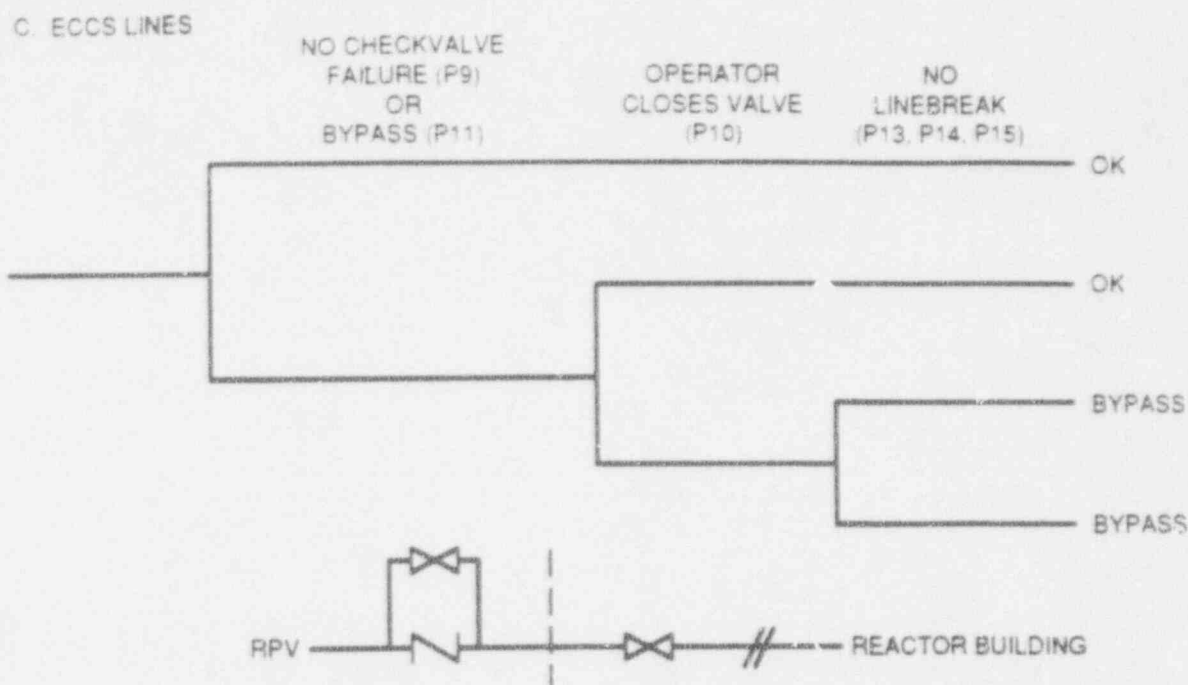 C. ECCS LINES
NO CHECKVALVE
FAILURE (P9)
OR
BYPASS (P11)
OPERATOR
CLOSES VALVE
(P10)
NO
LINEBREAK
(P13, P14, P15)
OK
OK
BYPASS
BYPASS
RPV
REACTOR BUILDING